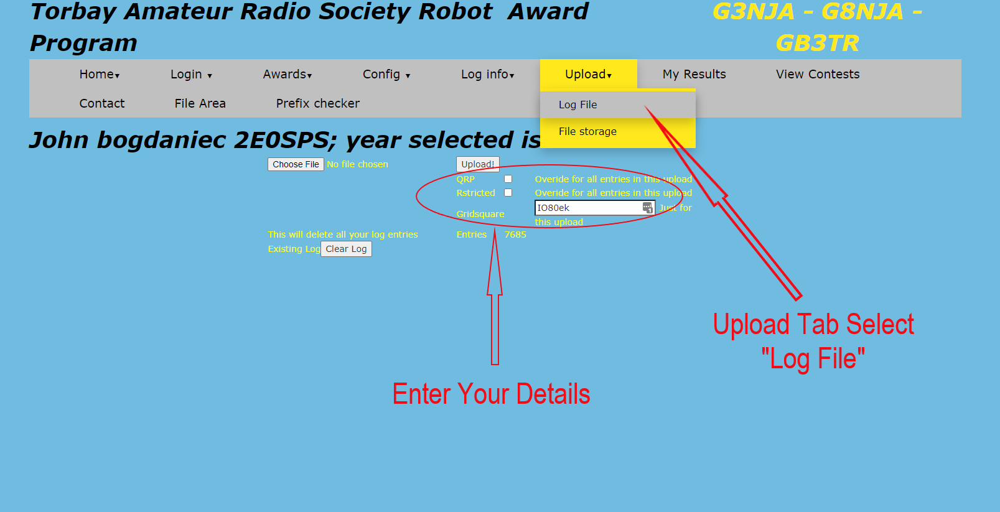 Torbay Amateur Radio Society Robot  Award
Program
G3NJA – G8NJA –
GB3TR
Home▾ Login ▾ Awards▾ Config ▾ Log info▾ Upload▾ My Results View Contests
Contact File Area Prefix checker
Log File
File storage
John bogdaniec 2E0SPS; year selected is
Choose File No file chosen Upload!
QRP Overide for all entries in this upload
Rstricted Overide for all entries in this upload
Gridsquare IO80ek 1 Just for
this upload
This will delete all your log entries Entries 7685
Existing Log Clear Log
Upload Tab Select
"Log File"
Enter Your Details